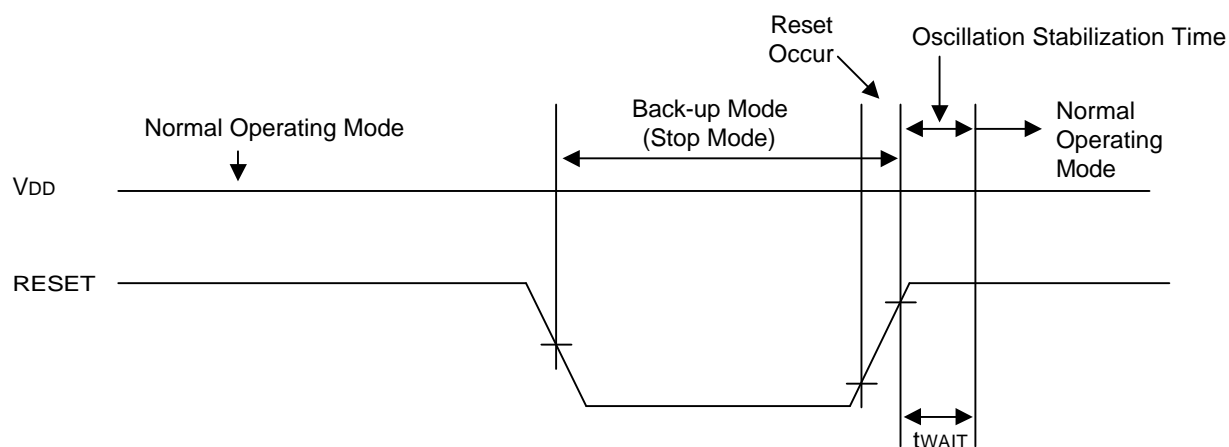 Reset
Occur
Oscillation Stabilization Time
Normal Operating Mode
Back-up Mode
(Stop Mode)
Normal
Operating
Mode
VDD
RESET
tWAIT